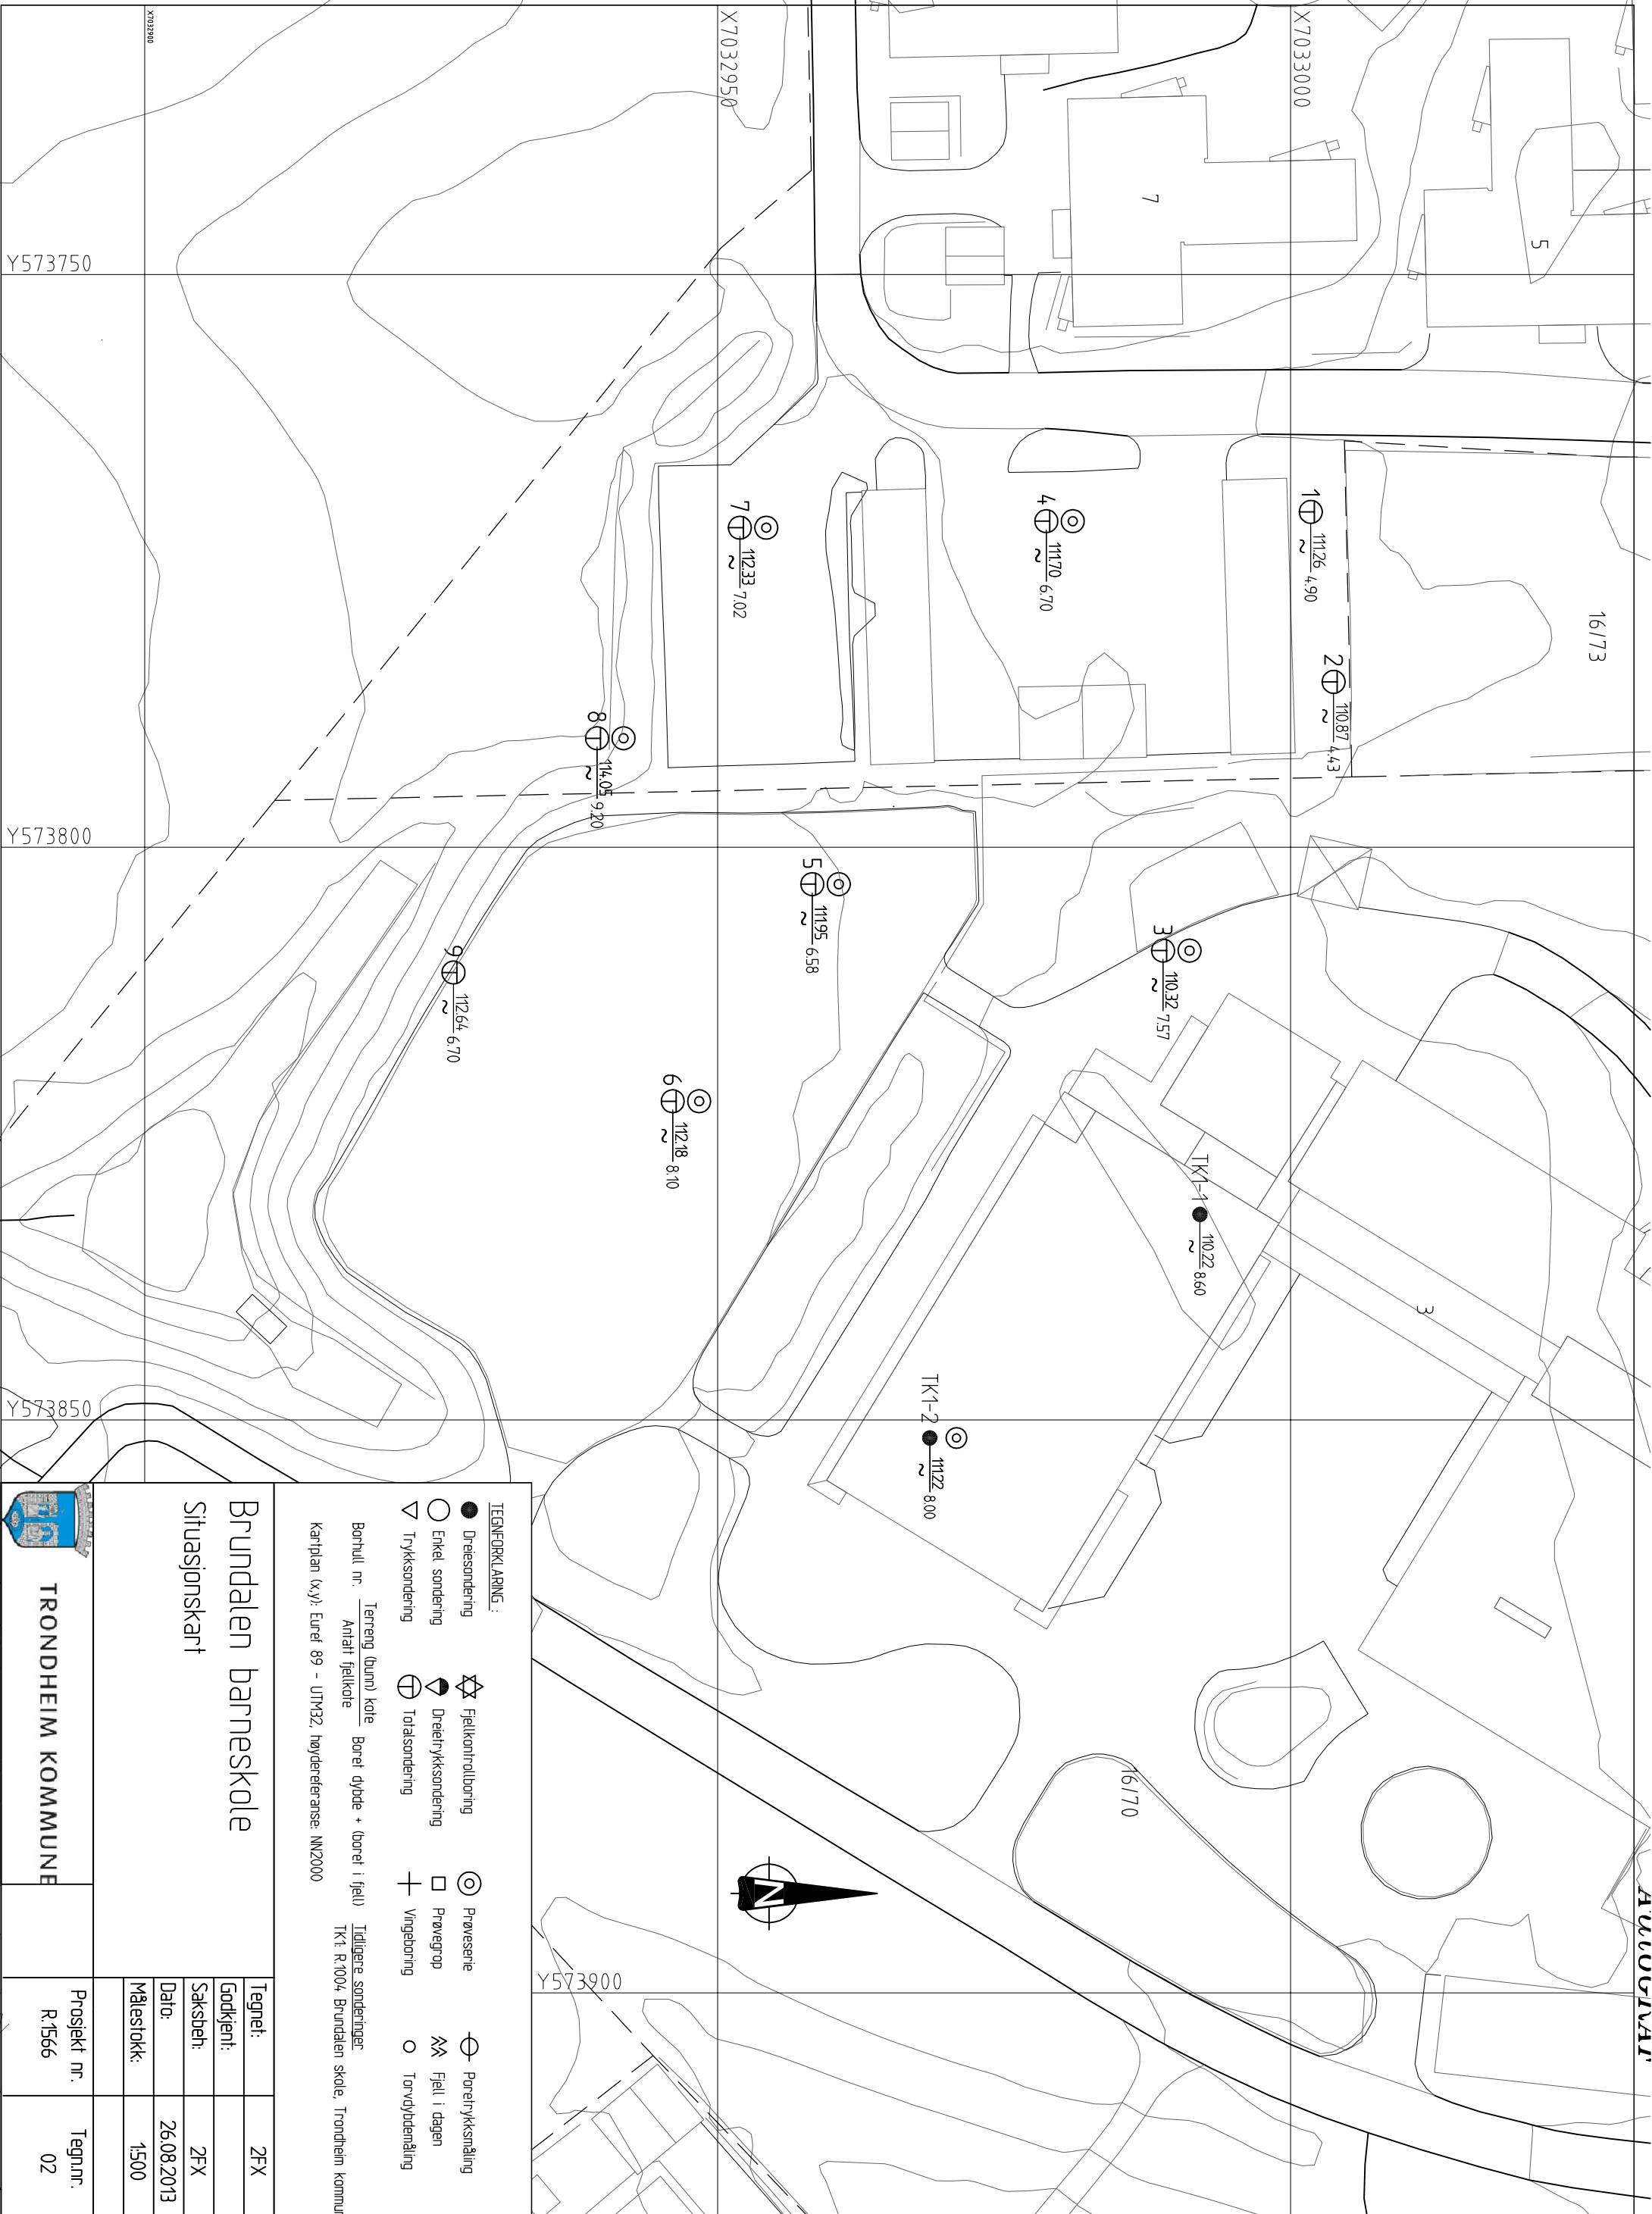 X7032900
X7032950
X7033000
Y573750
Y573800
Y573850
Y573900
7
5
3
16/73
16/70
1 111.26 4.90
~
2 110.87 4.43
~
4 111.70 6.70
~
7 112.33 7.02
~
8 114.05 9.20
~
5 111.95 6.58
~
3 110.32 7.57
~
9 112.64 6.70
~
6 112.18 8.10
~
TK1-1 110.22 8.60
~
TK1-2 111.22 8.00
~
N
TEGNFORKLARING :
Dreiesondering Fjellkontrollboring Prøveserie Poretrykksmåling
Enkel sondering Dreietrykksondering Prøvegrop Fjell i dagen
Trykksondering Totalsondering Vingeboring Torvdybdemåling
Borhull nr. Terreng (bunn) kote Boret dybde + (boret i fjell)
Antatt fjellkote
Tidligere sonderinger
TK1: R.1004 Brundalen skole, Trondheim kommun
Kartplan (x,y): Euref 89 - UTM32, høydereferanse: NN2000
Brundalen barneskole
Situasjonskart
Tegnet: 2FX
Godkjent:
Saksbeh: 2FX
Dato: 26.08.2013
Målestokk: 1:500
TRONDHEIM KOMMUNE
Prosjekt nr. Tegn.nr.
R.1566 02